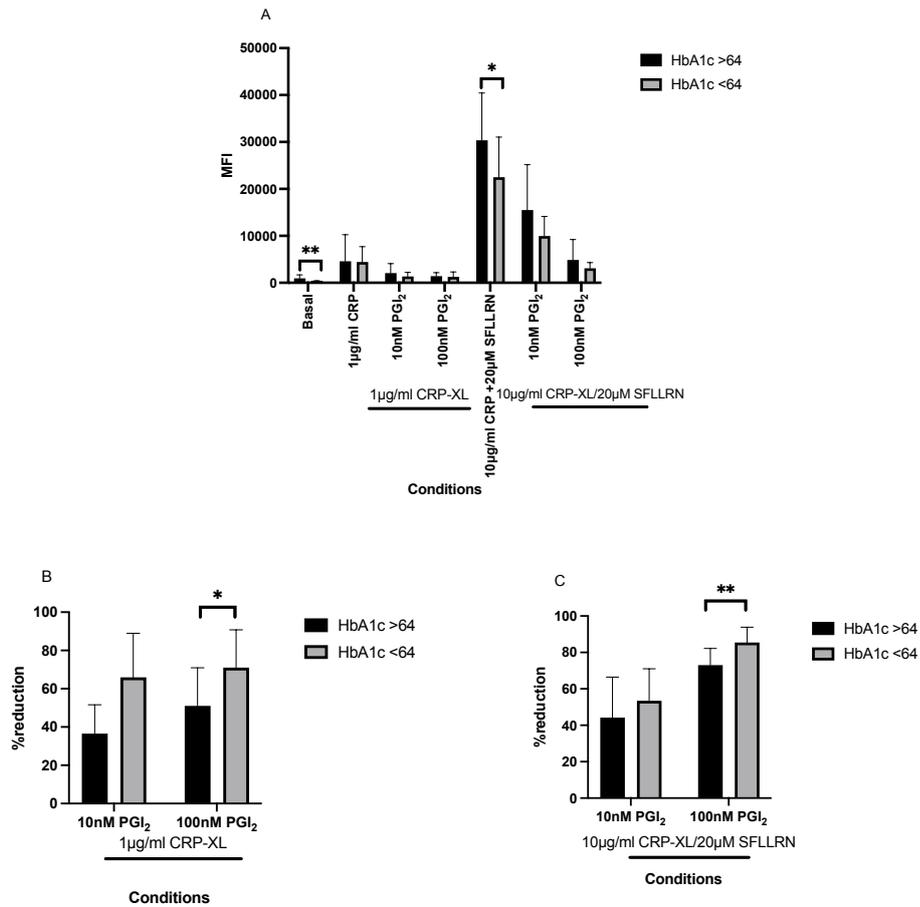 A
50000
40000
30000
20000
10000
0
MFI
*
**
HbA1c >64
HbA1c <64
Basal
1µg/ml CRP
10nM PGI₂
100nM PGI₂
10µg/ml CRP +20µM SFLLRN
10nM PGI₂
100nM PGI₂
1µg/ml CRP-XL
10µg/ml CRP-XL/20µM SFLLRN
Conditions
B
100
80
60
40
20
0
%reduction
*
HbA1c >64
HbA1c <64
10nM PGI₂
100nM PGI₂
1µg/ml CRP-XL
Conditions
C
100
80
60
40
20
0
%reduction
**
HbA1c >64
HbA1c <64
10nM PGI₂
100nM PGI₂
10µg/ml CRP-XL/20µM SFLLRN
Conditions